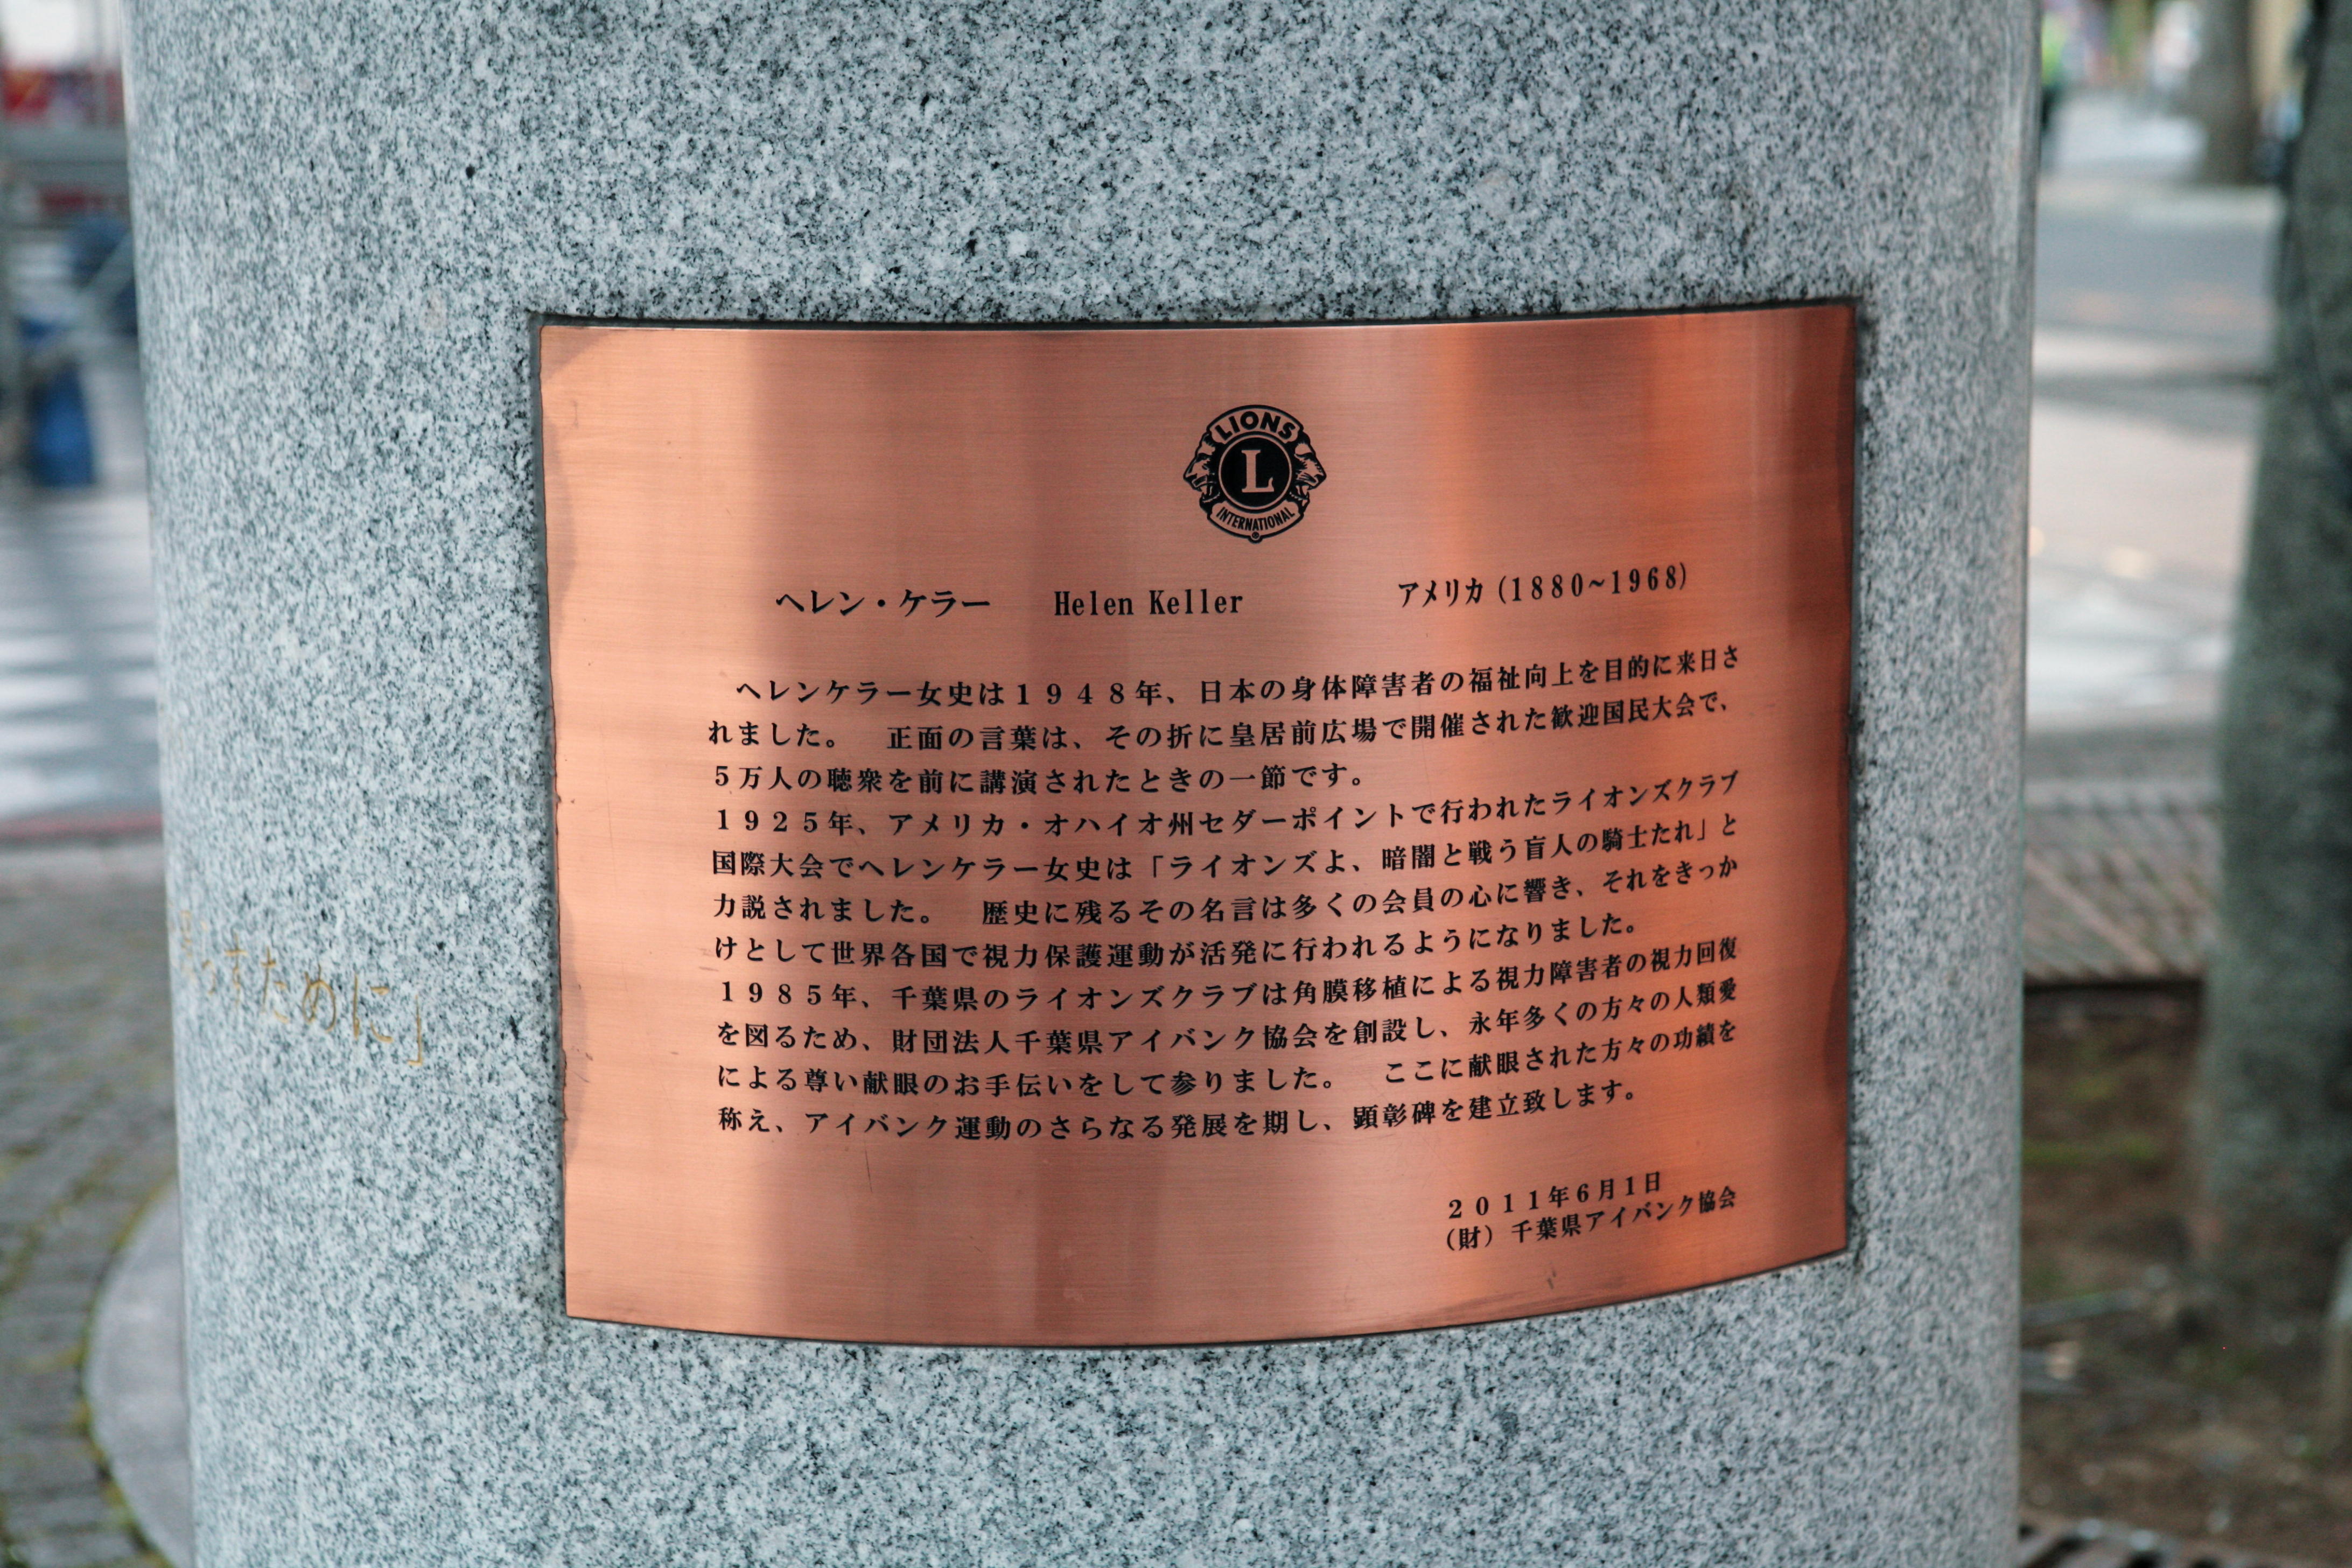 LIONS
L
INTERNATIONAL
ヘレン・ケラー Helen Keller アメリカ(1880~1968)
ヘレンケラー女史は1948年、日本の身体障害者の福祉向上を目的に来日さ
れました。 正面の言葉は、その折に皇居前広場で開催された歓迎国民大会で、
5万人の聴衆を前に講演されたときの一節です。
1925年、アメリカ・オハイオ州セダーポイントで行われたライオンズクラブ
国際大会でヘレンケラー女史は「ライオンズよ、暗闇と戦う盲人の騎士たれ」と
力説されました。 歴史に残るその名言は多くの会員の心に響き、それをきっか
けとして世界各国で視力保護運動が活発に行われるようになりました。
1985年、千葉県のライオンズクラブは角膜移植による視力障害者の視力回復
を図るため、財団法人千葉県アイバンク協会を創設し、永年多くの方々の人類愛
による尊い献眼のお手伝いをして参りました。 ここに献眼された方々の功績を
称え、アイバンク運動のさらなる発展を期し、顕彰碑を建立致します。
2011年6月1日
(財)千葉県アイバンク協会
らすために」